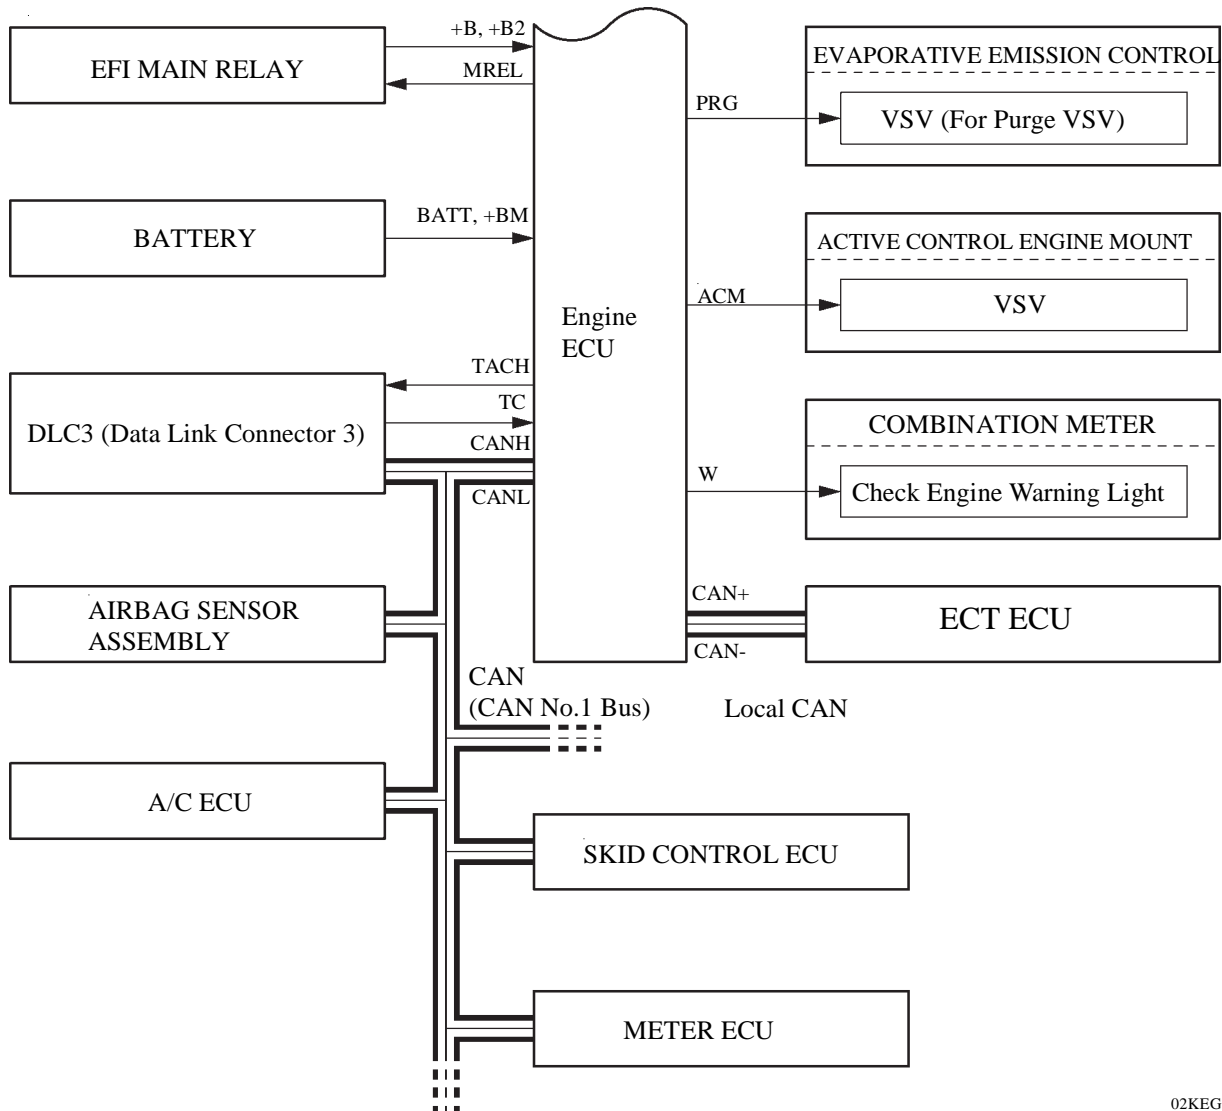 EFI MAIN RELAY
+B, +B2
MREL
BATTERY
BATT, +BM
DLC3 (Data Link Connector 3)
TACH
TC
CANH
CANL
AIRBAG SENSOR
ASSEMBLY
A/C ECU
Engine
ECU
PRG
EVAPORATIVE EMISSION CONTROL
VSV (For Purge VSV)
ACM
ACTIVE CONTROL ENGINE MOUNT
VSV
W
COMBINATION METER
Check Engine Warning Light
CAN+
CAN-
ECT ECU
CAN
(CAN No.1 Bus)
Local CAN
SKID CONTROL ECU
METER ECU
02KEG